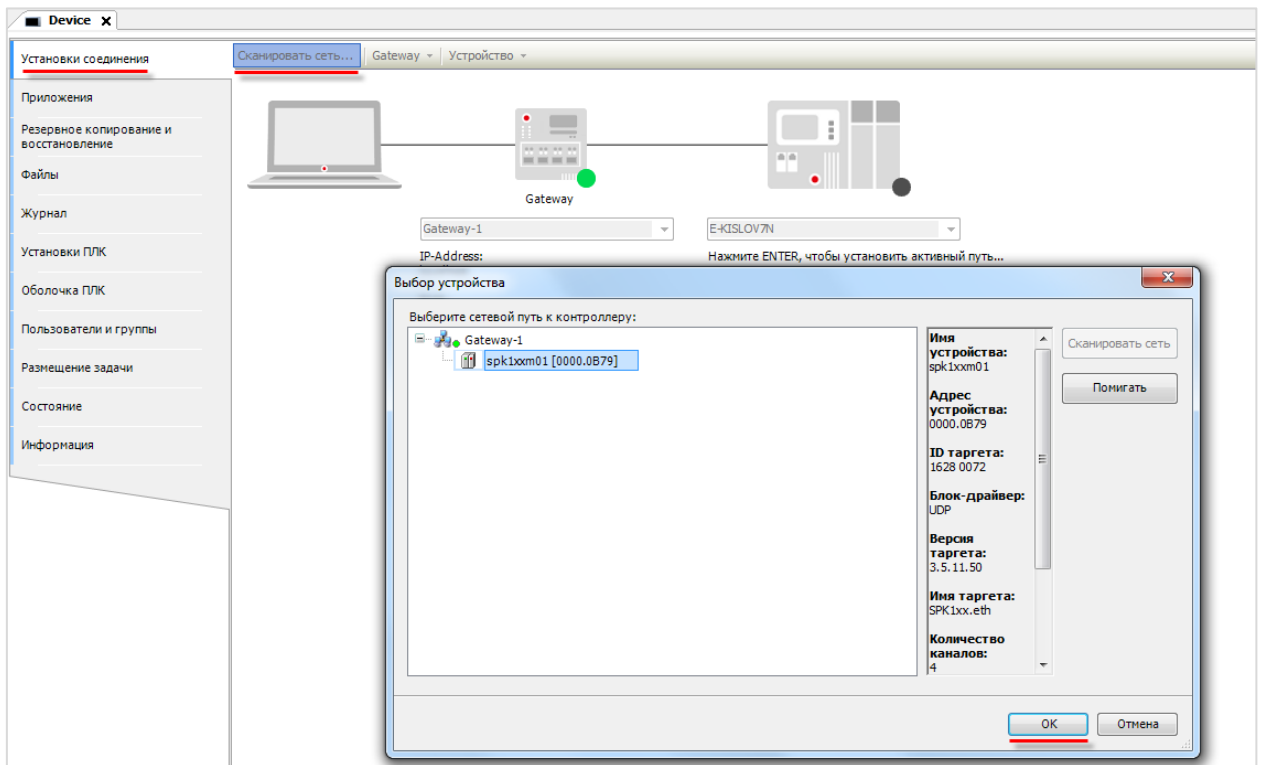 Device x
Установки соединения
Сканировать сеть... Gateway Устройство
Приложения
Резервное копирование и
восстановление
Файлы
Журнал
Установки ПЛК
Оболочка ПЛК
Пользователи и группы
Размещение задачи
Состояние
Информация
Gateway
Gateway-1
E-KISLOV7N
IP-Address:
Нажмите ENTER, чтобы установить активный путь...
Выбор устройства
Выберите сетевой путь к контроллеру:
Gateway-1
spk1xxm01 [0000.0B79]
Имя
устройства:
spk1xxm01
Адрес
устройства:
0000.0B79
ID таргета:
1628 0072
Блок-драйвер:
UDP
Версия
таргета:
3.5.11.50
Имя таргета:
SPK1xx.eth
Количество
каналов:
4
Сканировать сеть
Помигать
OK
Отмена